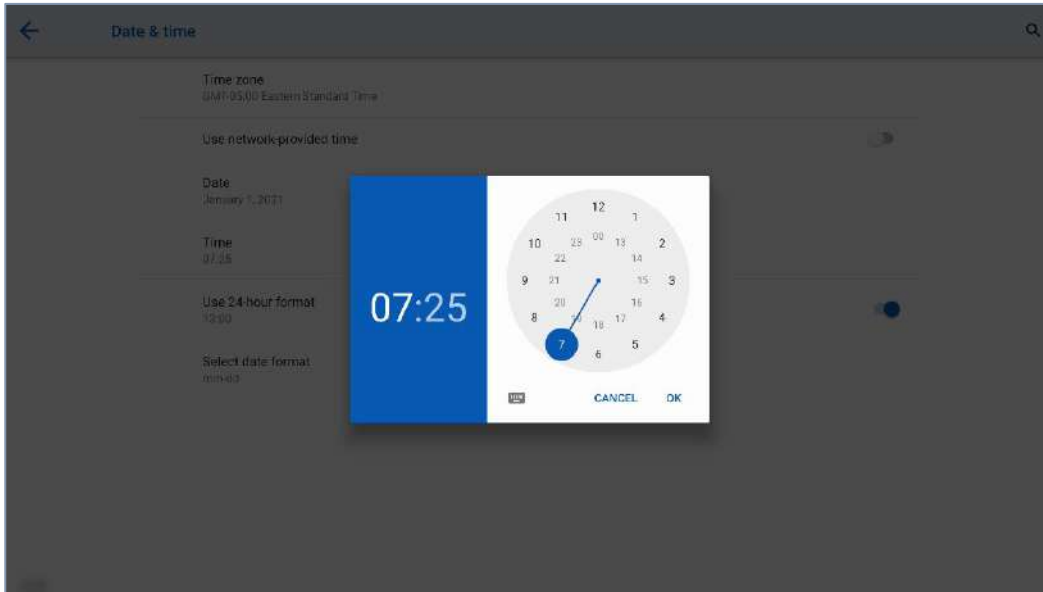 Date & time
Time zone
GMT-05:00 Eastern Standard Time
Use network-provided time
Date
January 1, 2021
Time
07:25
Use 24-hour format
13:00
Select date format
mm-dd
07:25
12
11 1
00
10 23 13 2
22 14
9 21 15 3
20 16
8 19 17 4
18
7 5
6
CANCEL OK